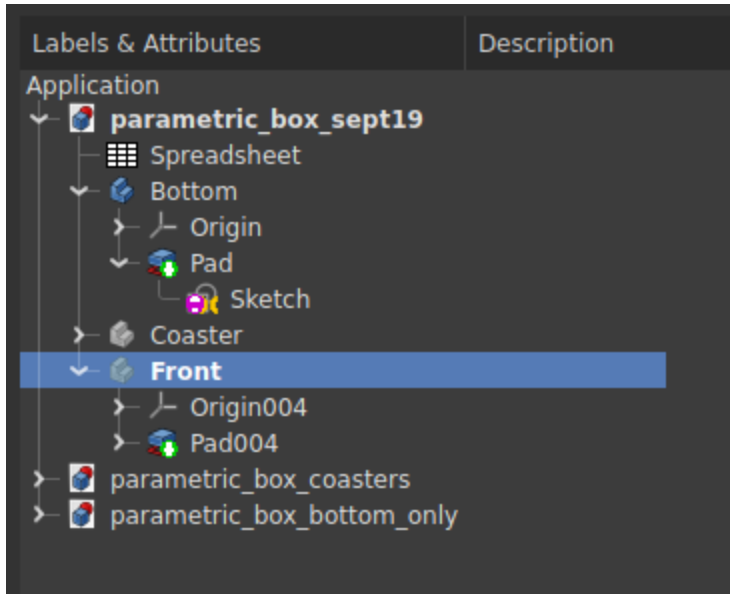 Labels & Attributes Description
Application
parametric_box_sept19
Spreadsheet
Bottom
Origin
Pad
Sketch
Coaster
Front
Origin004
Pad004
parametric_box_coasters
parametric_box_bottom_only